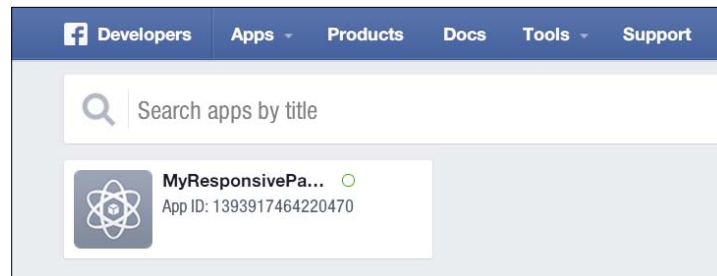 Developers Apps Products Docs Tools Support
Search apps by title
MyResponsivePa...
App ID: 1393917464220470